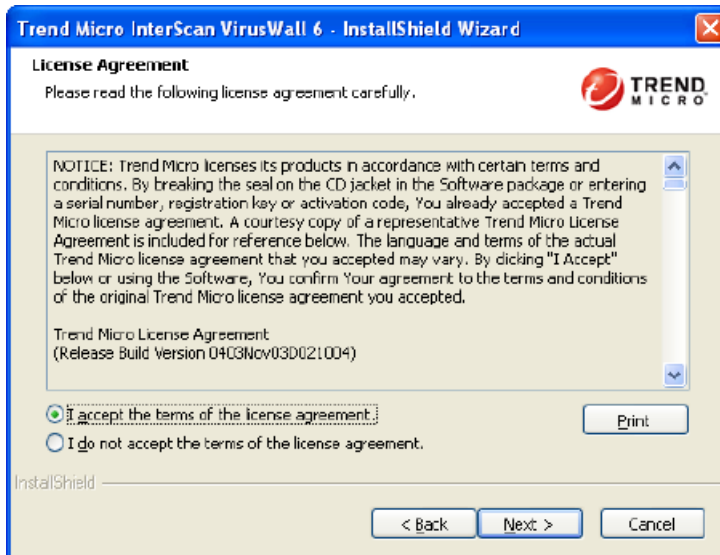 Trend Micro InterScan VirusWall 6 - InstallShield Wizard
License Agreement
Please read the following license agreement carefully.
TREND
MICRO
NOTICE: Trend Micro licenses its products in accordance with certain terms and
conditions. By breaking the seal on the CD jacket in the Software package or entering
a serial number, registration key or activation code, You already accepted a Trend
Micro license agreement. A courtesy copy of a representative Trend Micro License
Agreement is included for reference below. The language and terms of the actual
Trend Micro license agreement that you accepted may vary. By clicking "I Accept"
below or using the Software, You confirm Your agreement to the terms and conditions
of the original Trend Micro license agreement you accepted.
Trend Micro License Agreement
(Release Build Version 0403Nov03D021004)
I accept the terms of the license agreement.
Print
I do not accept the terms of the license agreement.
InstallShield
< Back
Next >
Cancel